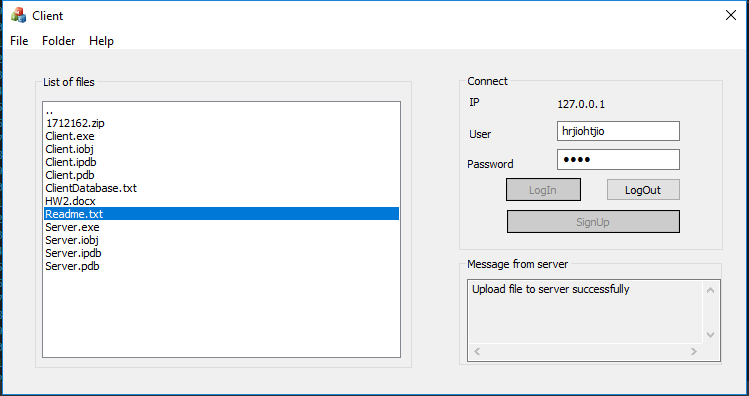 Client
File Folder Help
List of files
..
1712162.zip
Client.exe
Client.iobj
Client.ipdb
Client.pdb
ClientDatabase.txt
HW2.docx
Readme.txt
Server.exe
Server.iobj
Server.ipdb
Server.pdb
Connect
IP 127.0.0.1
User hrjiohtjio
Password ••••
LogIn LogOut
SignUp
Message from server
Upload file to server successfully